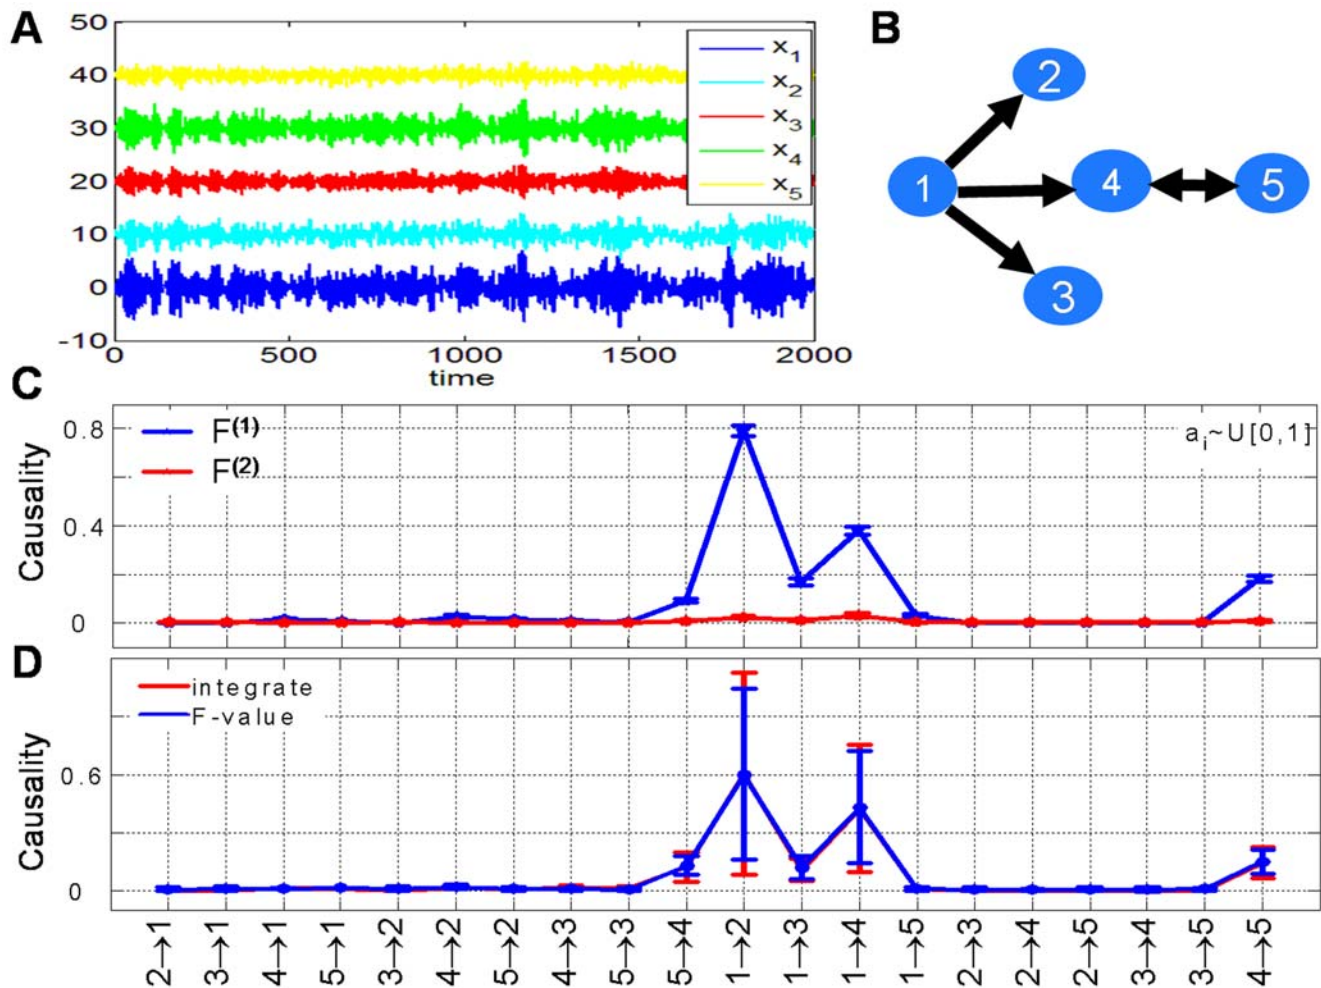 A
50
40
30
20
10
0
-10
0 500 1000 1500 2000
time
x1
x2
x3
x4
x5
B
1
2
4
5
3
C
Causality
0.8
0.4
0
F(1)
F(2)
ai~U[0,1]
D
Causality
0.6
0
integrate
F-value
2→1 3→1 4→1 5→1 3→2 4→2 5→2 4→3 5→3 5→4 1→2 1→3 1→4 1→5 2→3 2→4 2→5 3→4 3→5 4→5